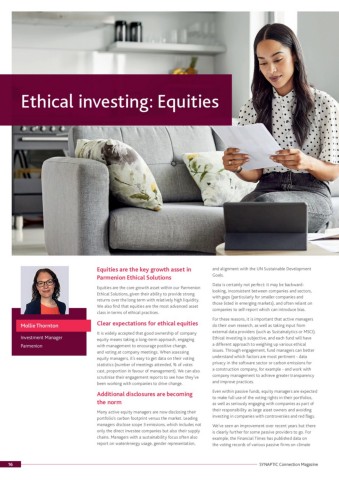 Ethical investing: Equities
Mollie Thornton
Investment Manager
Parmenion
Equities are the key growth asset in
Parmenion Ethical Solutions
Equities are the core growth asset within our Parmenion
Ethical Solutions, given their ability to provide strong
returns over the long term with relatively high liquidity.
We also find that equities are the most advanced asset
class in terms of ethical practices.
Clear expectations for ethical equities
It is widely accepted that good ownership of company
equity means taking a long-term approach, engaging
with management to encourage positive change,
and voting at company meetings. When assessing
equity managers, it's easy to get data on their voting
statistics (number of meetings attended, % of votes
cast, proportion in favour of management). We can also
scrutinise their engagement reports to see how they've
been working with companies to drive change.
Additional disclosures are becoming
the norm
Many active equity managers are now disclosing their
portfolio's carbon footprint versus the market. Leading
managers disclose scope 3 emissions, which includes not
only the direct investee companies but also their supply
chains. Managers with a sustainability focus often also
report on water/energy usage, gender representation,
and alignment with the UN Sustainable Development
Goals.
Data is certainly not perfect. It may be backward-
looking, inconsistent between companies and sectors,
with gaps (particularly for smaller companies and
those listed in emerging markets), and often reliant on
companies to self-report which can introduce bias.
For these reasons, it is important that active managers
do their own research, as well as taking input from
external data providers (such as Sustainalytics or MSCI).
Ethical investing is subjective, and each fund will have
a different approach to weighing up various ethical
issues. Through engagement, fund managers can better
understand which factors are most pertinent - data
privacy in the software sector or carbon emissions for
a construction company, for example - and work with
company management to achieve greater transparency
and improve practices.
Even within passive funds, equity managers are expected
to make full use of the voting rights in their portfolios,
as well as seriously engaging with companies as part of
their responsibility as large asset owners and avoiding
investing in companies with controversies and red flags.
We've seen an improvement over recent years but there
is clearly further for some passive providers to go. For
example, the Financial Times has published data on
the voting records of various passive firms on climate
16
SYNAPTIC Connection Magazine